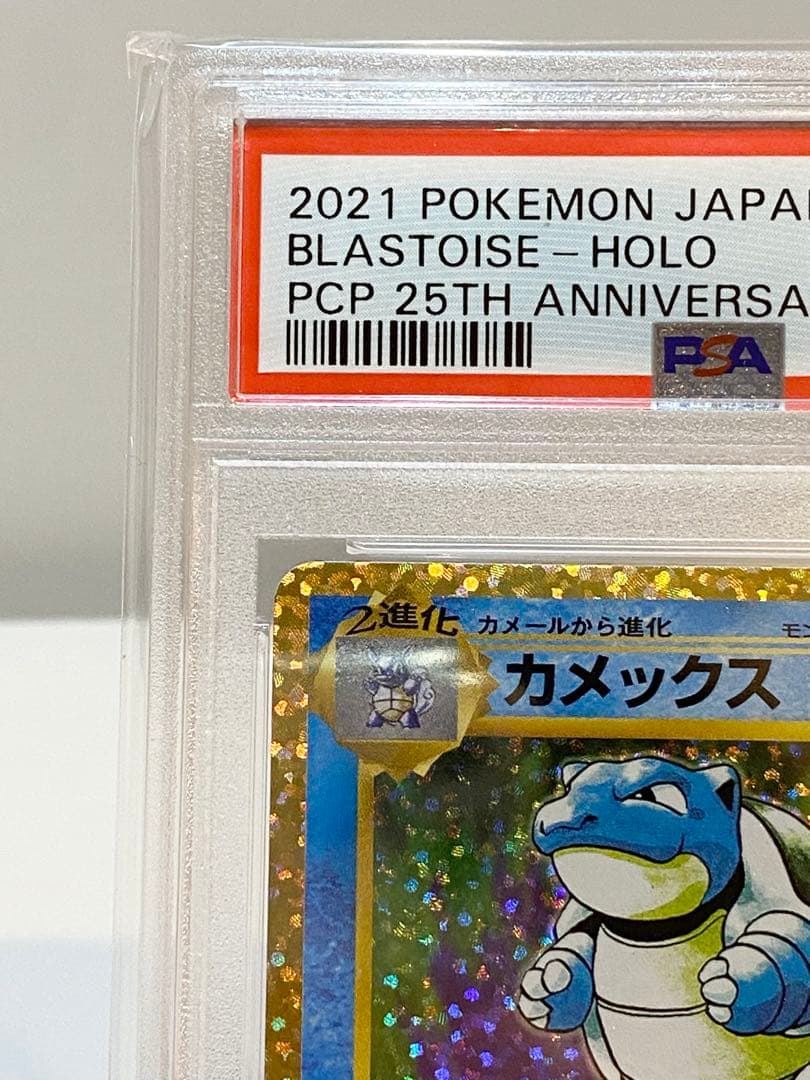 2021 POKEMON JAPA
BLASTOISE - HOLO
PCP 25TH ANNIVERSA
PSA
2進化 カメールから進化
カメックス